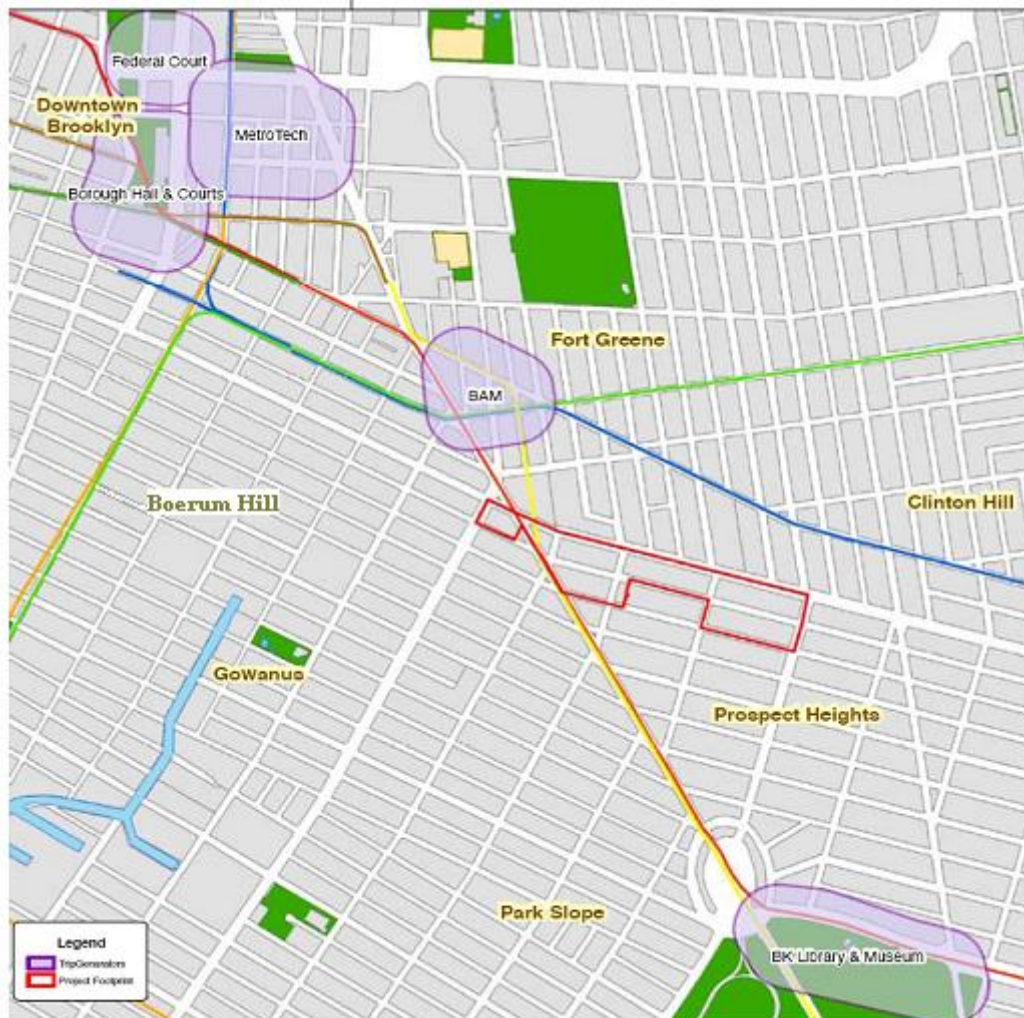 Federal Court
Downtown
Brooklyn
MetroTech
Borough Hall & Courts
Fort Greene
BAM
Clinton Hill
Boerum Hill
GoWanus
Prospect Heights
Park Slope
BK Library & Museum
Legend
TripGenerators
Project Footprint